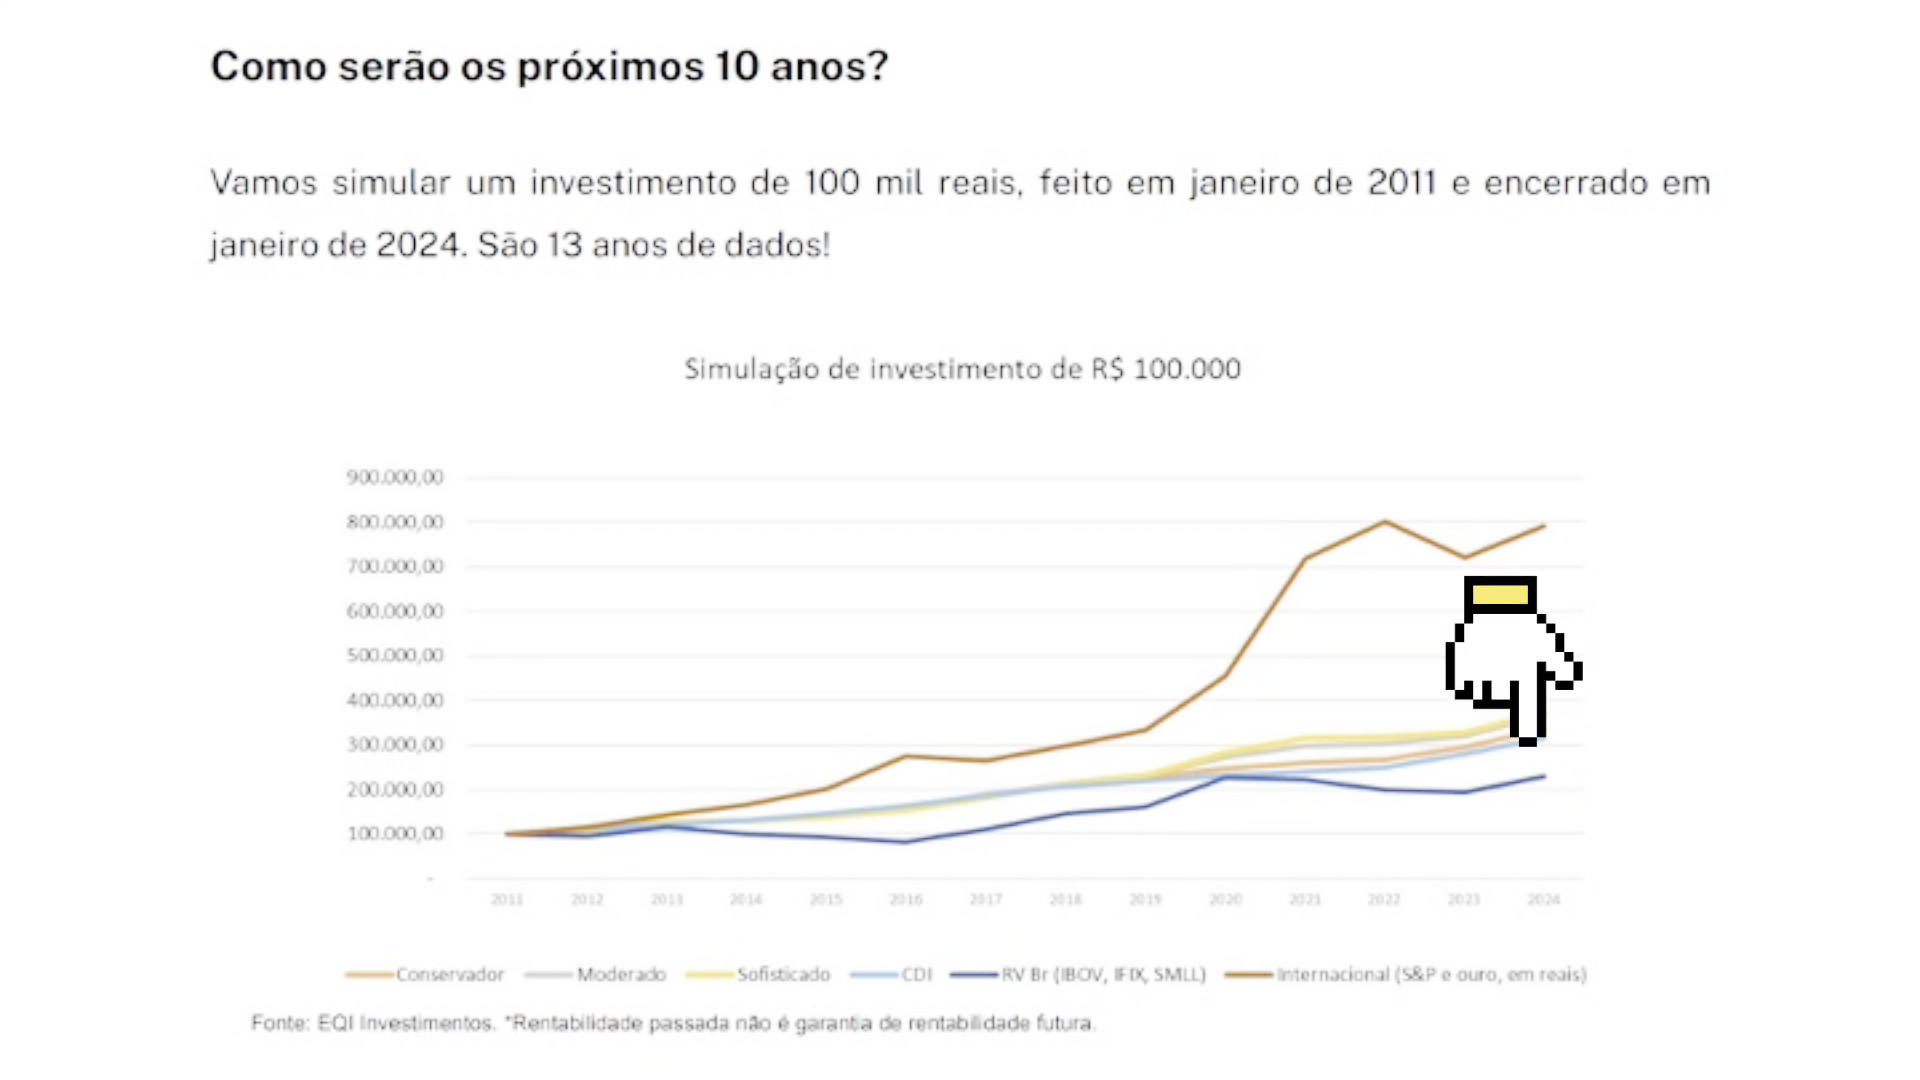 Como serão os próximos 10 anos?
Vamos simular um investimento de 100 mil reais, feito em janeiro de 2011 e encerrado em
janeiro de 2024. São 13 anos de dados!
Simulação de investimento de R$ 100.000
900.000,00
800.000,00
700.000,00
600.000,00
500.000,00
400.000,00
300.000,00
200.000,00
100.000,00
-
2011 2012 2013 2014 2015 2016 2017 2018 2019 2020 2021 2022 2023 2024
Conservador Moderado Sofisticado CDI RV Br (IBOV, IFIX, SMLL) Internacional (S&P e ouro, em reais)
Fonte: EQI Investimentos. *Rentabilidade passada não é garantia de rentabilidade futura.